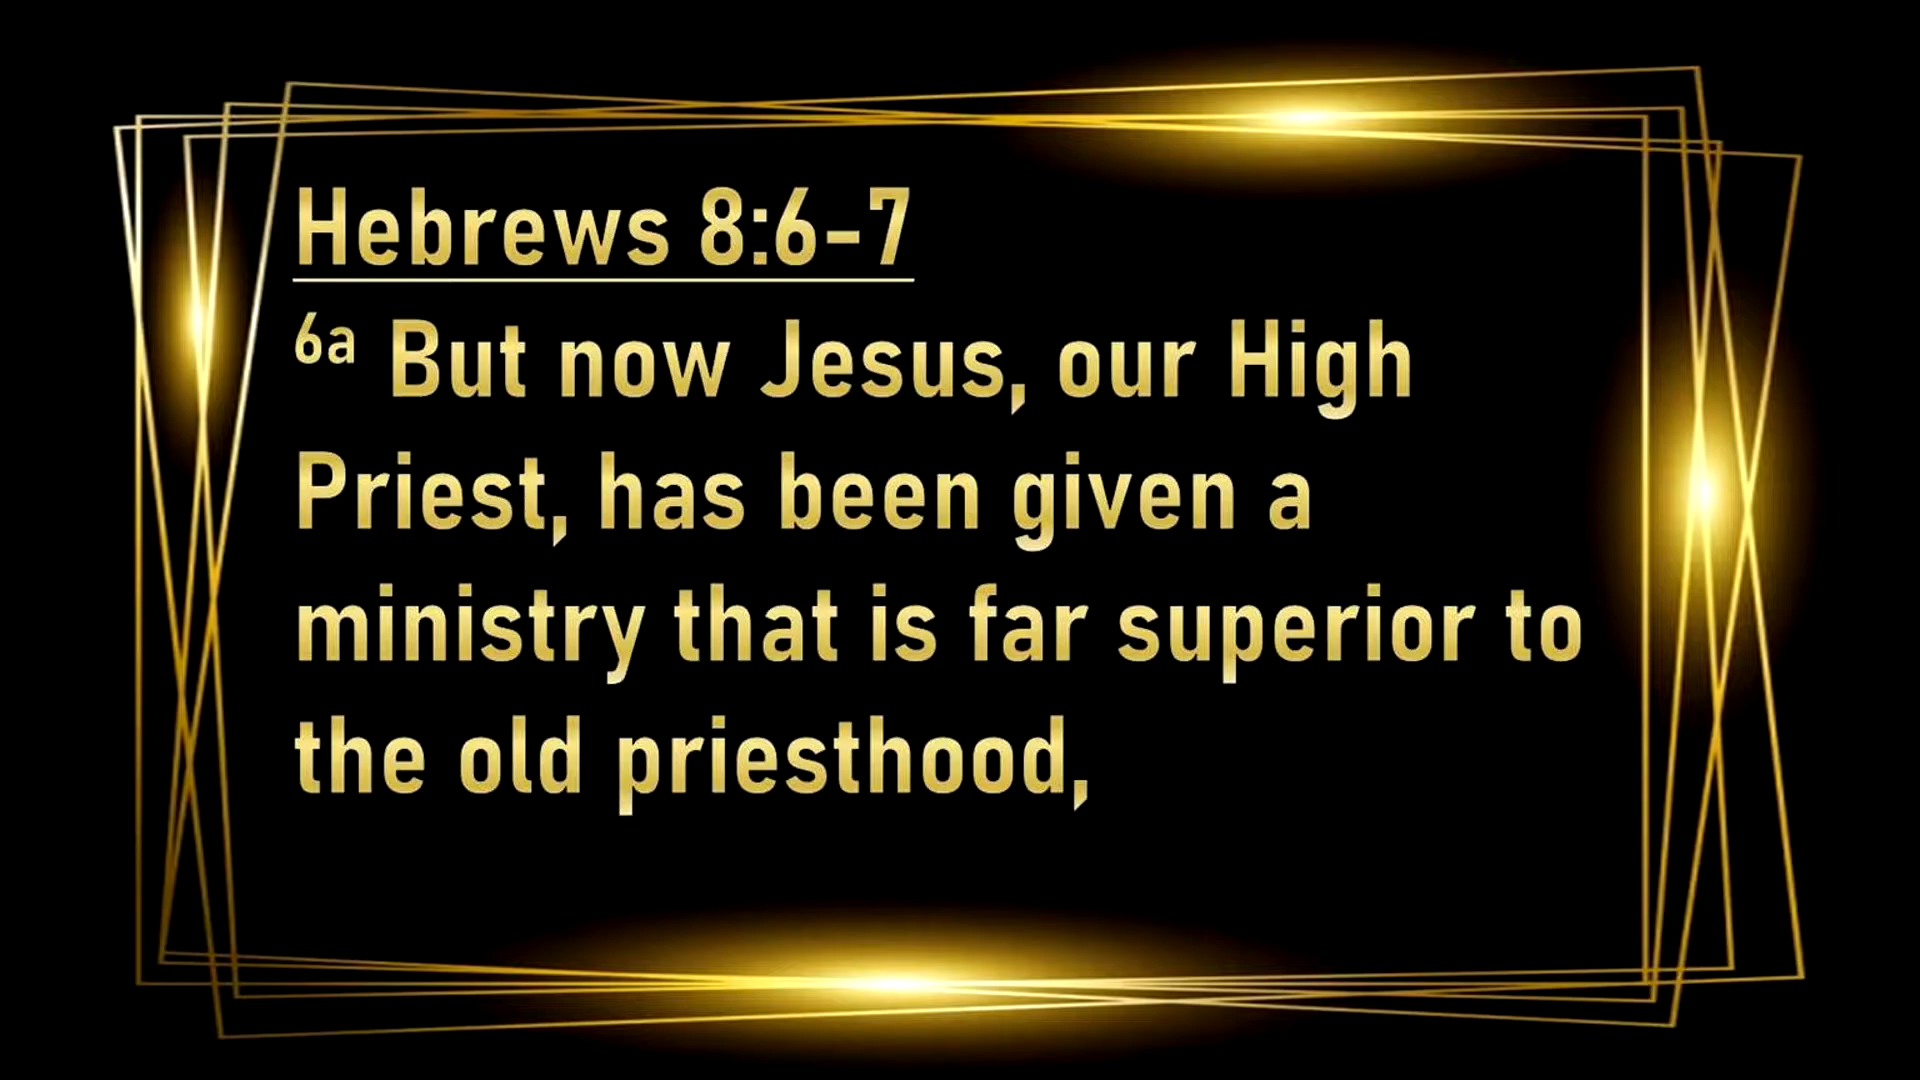 Hebrews 8:6-7
6a But now Jesus, our High
Priest, has been given a
ministry that is far superior to
the old priesthood,